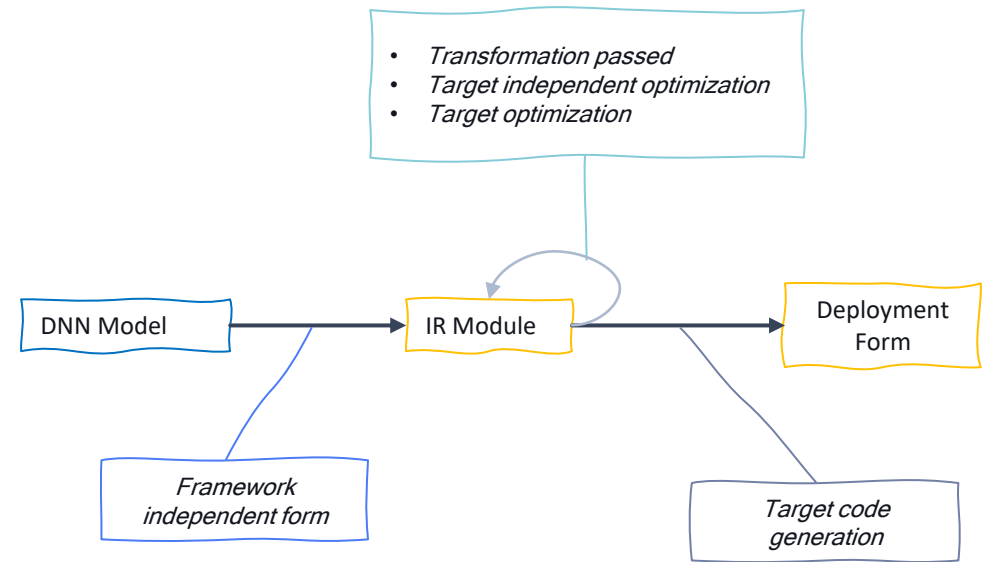 • Transformation passed
• Target independent optimization
• Target optimization
DNN Model
IR Module
Deployment
Form
Framework
independent form
Target code
generation